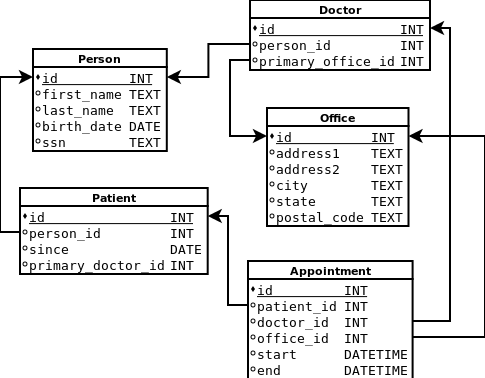 Doctor
id INT
person_id INT
primary_office_id INT
Person
id INT
first_name TEXT
last_name TEXT
birth_date DATE
ssn TEXT
Office
id INT
address1 TEXT
address2 TEXT
city TEXT
state TEXT
postal_code TEXT
Patient
id INT
person_id INT
since DATE
primary_doctor_id INT
Appointment
id INT
patient_id INT
doctor_id INT
office_id INT
start DATETIME
end DATETIME